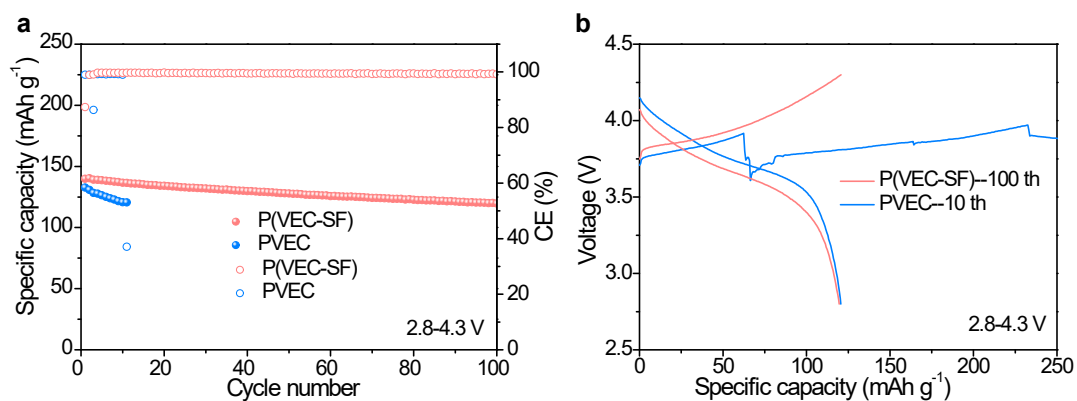 a
250
200
150
100
50
0
Specific capacity (mAh g⁻¹)
0
20
40
60
80
100
Cycle number
100
80
60
40
20
0
CE (%)
P(VEC-SF)
PVEC
P(VEC-SF)
PVEC
2.8-4.3 V
b
4.5
4.0
3.5
3.0
2.5
Voltage (V)
0
50
100
150
200
250
Specific capacity (mAh g⁻¹)
P(VEC-SF)--100 th
PVEC--10 th
2.8-4.3 V